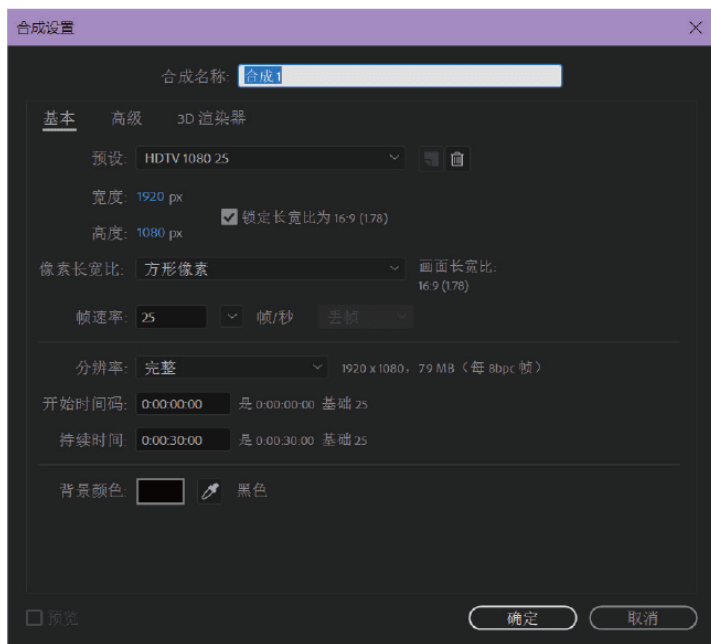 合成设置
合成名称: 合成1
基本 高级 3D 渲染器
预设: HDTV 1080 25
宽度: 1920 px
锁定长宽比为 16:9 (1.78)
高度: 1080 px
像素长宽比: 方形像素
画面长宽比:
16:9 (1.78)
帧速率: 25 帧/秒 丢帧
分辨率: 完整 1920 x 1080，7.9 MB（每 8bpc 帧）
开始时间码: 0:00:00:00 是 0:00:00:00 基础 25
持续时间: 0:00:30:00 是 0:00:30:00 基础 25
背景颜色: 黑色
预览 确定 取消